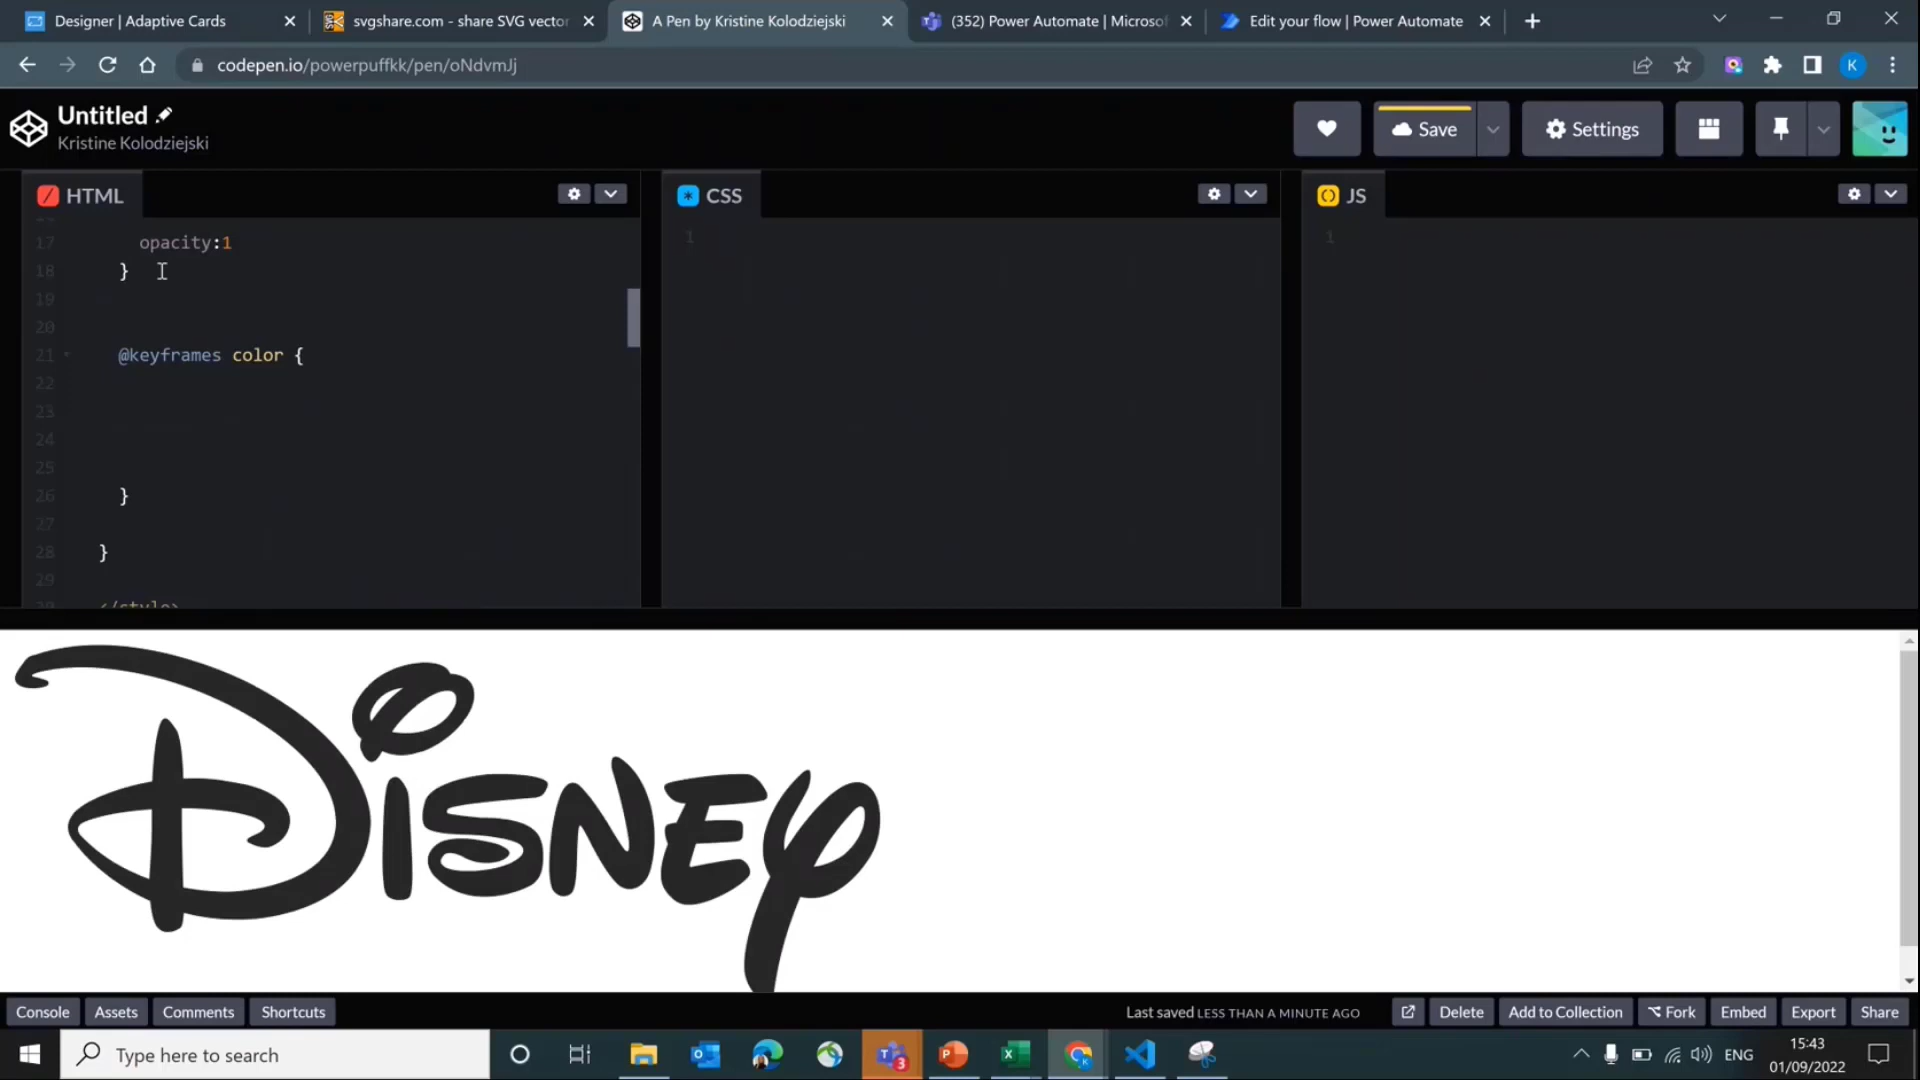 Designer | Adaptive Cards
svgshare.com - share SVG vector
A Pen by Kristine Kolodziejski
(352) Power Automate | Microsof
Edit your flow | Power Automate
codepen.io/powerpuffkk/pen/oNdvmJj
K
Untitled
Kristine Kolodziejski
Save
Settings
HTML
CSS
JS
17 opacity:1
18 }
19
20
21 @keyframes color {
22
23
24
25
26 }
27
28 }
29
</style>
1
1
Disney
Console
Assets
Comments
Shortcuts
Last saved LESS THAN A MINUTE AGO
Delete
Add to Collection
Fork
Embed
Export
Share
Type here to search
3
ENG
15:43
01/09/2022